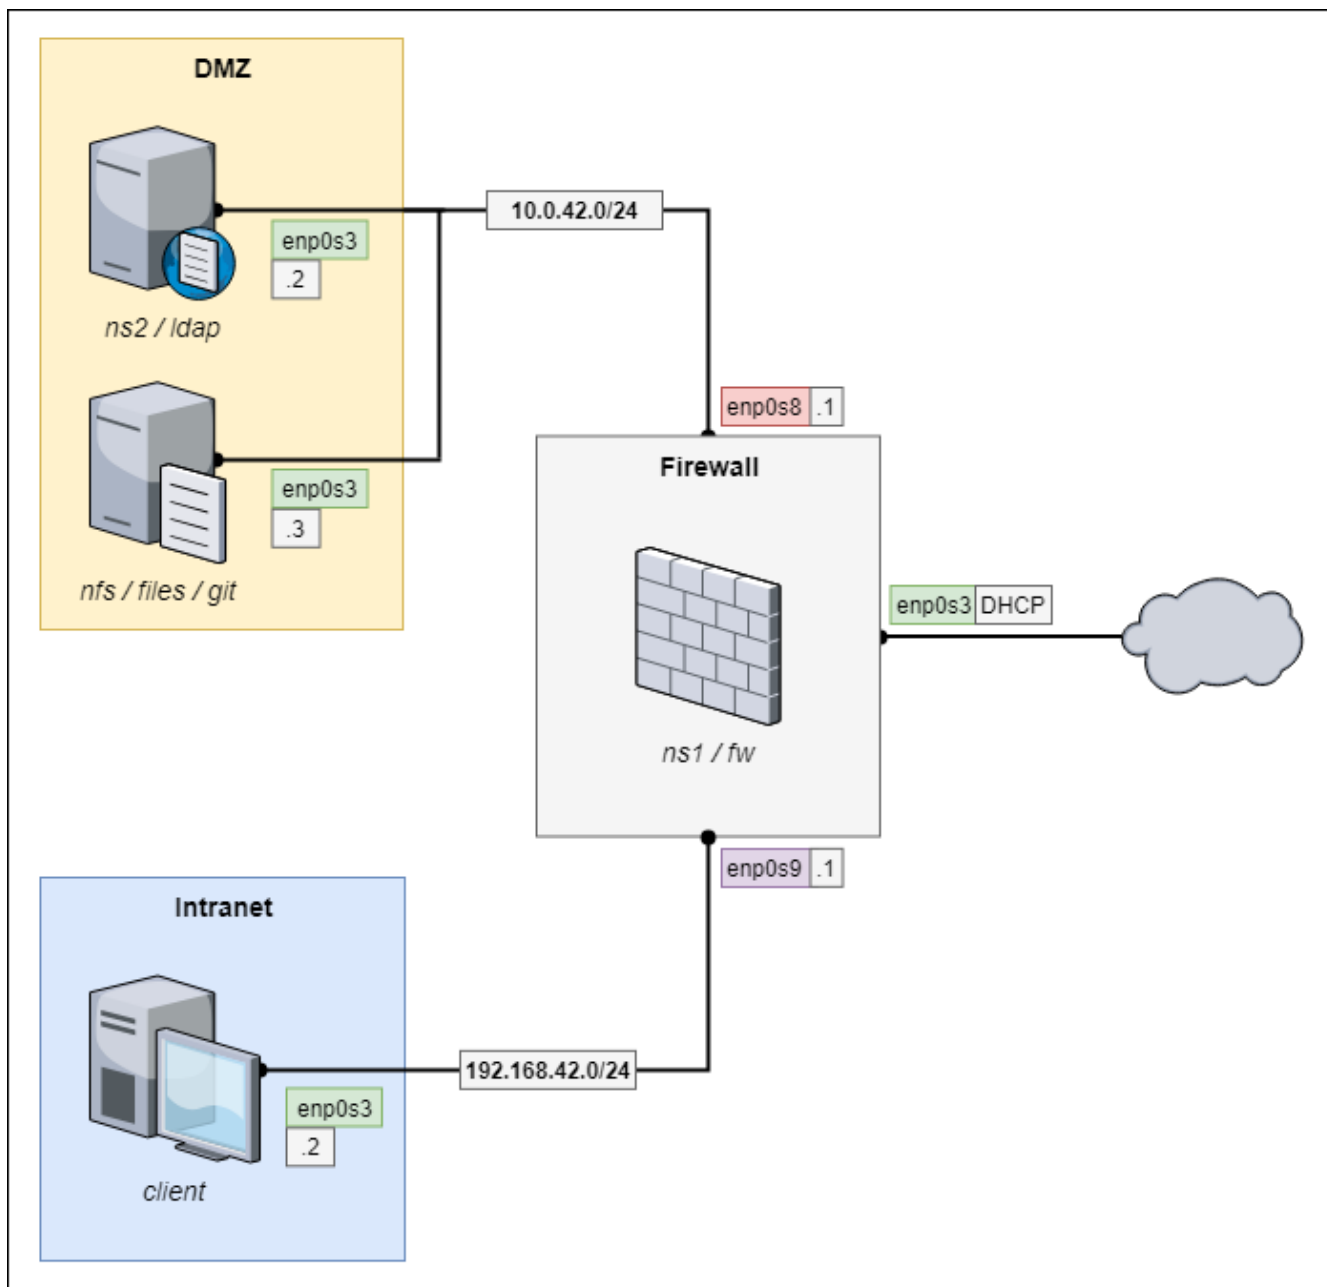 DMZ
enp0s3
.2
ns2 / ldap
enp0s3
.3
nfs / files / git
10.0.42.0/24
enp0s8 .1
Firewall
ns1 / fw
enp0s3 DHCP
enp0s9 .1
Intranet
192.168.42.0/24
enp0s3
.2
client